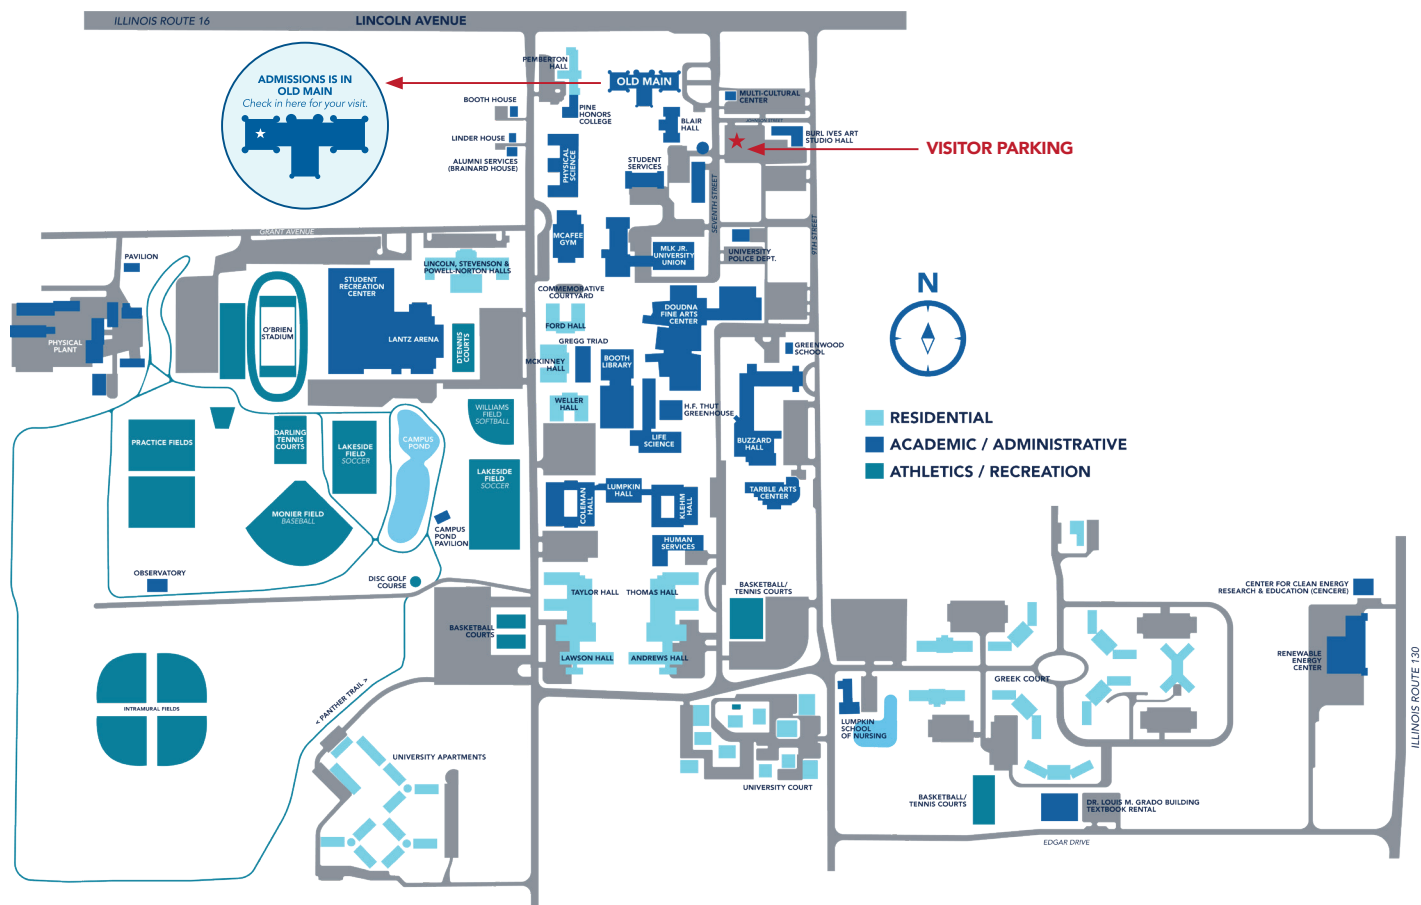 ILLINOIS ROUTE 16
LINCOLN AVENUE
ADMISSIONS IS IN
OLD MAIN
Check in here for your visit.
PEMBERTON
HALL
OLD MAIN
MULTI-CULTURAL
CENTER
BOOTH HOUSE
PINE
HONORS
COLLEGE
BLAIR
HALL
JOHNSON STREET
BURL IVES ART
STUDIO HALL
VISITOR PARKING
LINDER HOUSE
ALUMNI SERVICES
(BRAINARD HOUSE)
PHYSICAL
SCIENCE
STUDENT
SERVICES
SEVENTH STREET
9TH STREET
GRANT AVENUE
MCAFEE
GYM
MLK JR.
UNIVERSITY
UNION
UNIVERSITY
POLICE DEPT.
PAVILION
LINCOLN, STEVENSON &
POWELL-NORTON HALLS
STUDENT
RECREATION
CENTER
COMMEMORATIVE
COURTYARD
N
DOUDNA
FINE ARTS
CENTER
O'BRIEN
STADIUM
FORD HALL
LANTZ ARENA
DTENNIS
COURTS
PHYSICAL
PLANT
GREGG TRIAD
GREENWOOD
SCHOOL
MCKINNEY
HALL
BOOTH
LIBRARY
WELLER
HALL
H.F. THUT
GREENHOUSE
WILLIAMS
FIELD
SOFTBALL
RESIDENTIAL
ACADEMIC / ADMINISTRATIVE
ATHLETICS / RECREATION
PRACTICE FIELDS
DARLING
TENNIS
COURTS
LAKESIDE
FIELD
SOCCER
CAMPUS
POND
LIFE
SCIENCE
BUZZARD
HALL
LAKESIDE
FIELD
SOCCER
COLEMAN
HALL
LUMPKIN
HALL
KLEHM
HALL
TARBLE ARTS
CENTER
MONIER FIELD
BASEBALL
CAMPUS
POND
PAVILION
HUMAN
SERVICES
OBSERVATORY
DISC GOLF
COURSE
TAYLOR HALL
THOMAS HALL
BASKETBALL/
TENNIS COURTS
CENTER FOR CLEAN ENERGY
RESEARCH & EDUCATION (CENCERE)
BASKETBALL
COURTS
LAWSON HALL
ANDREWS HALL
RENEWABLE
ENERGY
CENTER
ILLINOIS ROUTE 130
GREEK COURT
< PANTHER TRAIL >
INTRAMURAL FIELDS
LUMPKIN
SCHOOL
OF NURSING
UNIVERSITY APARTMENTS
UNIVERSITY COURT
BASKETBALL/
TENNIS COURTS
DR. LOUIS M. GRADO BUILDING
TEXTBOOK RENTAL
EDGAR DRIVE